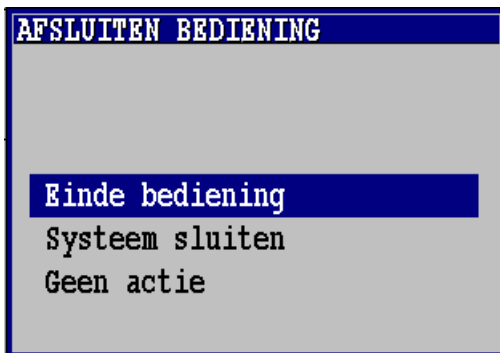 AFSLUITEN BEDIENING
Einde bediening
Systeem sluiten
Geen actie